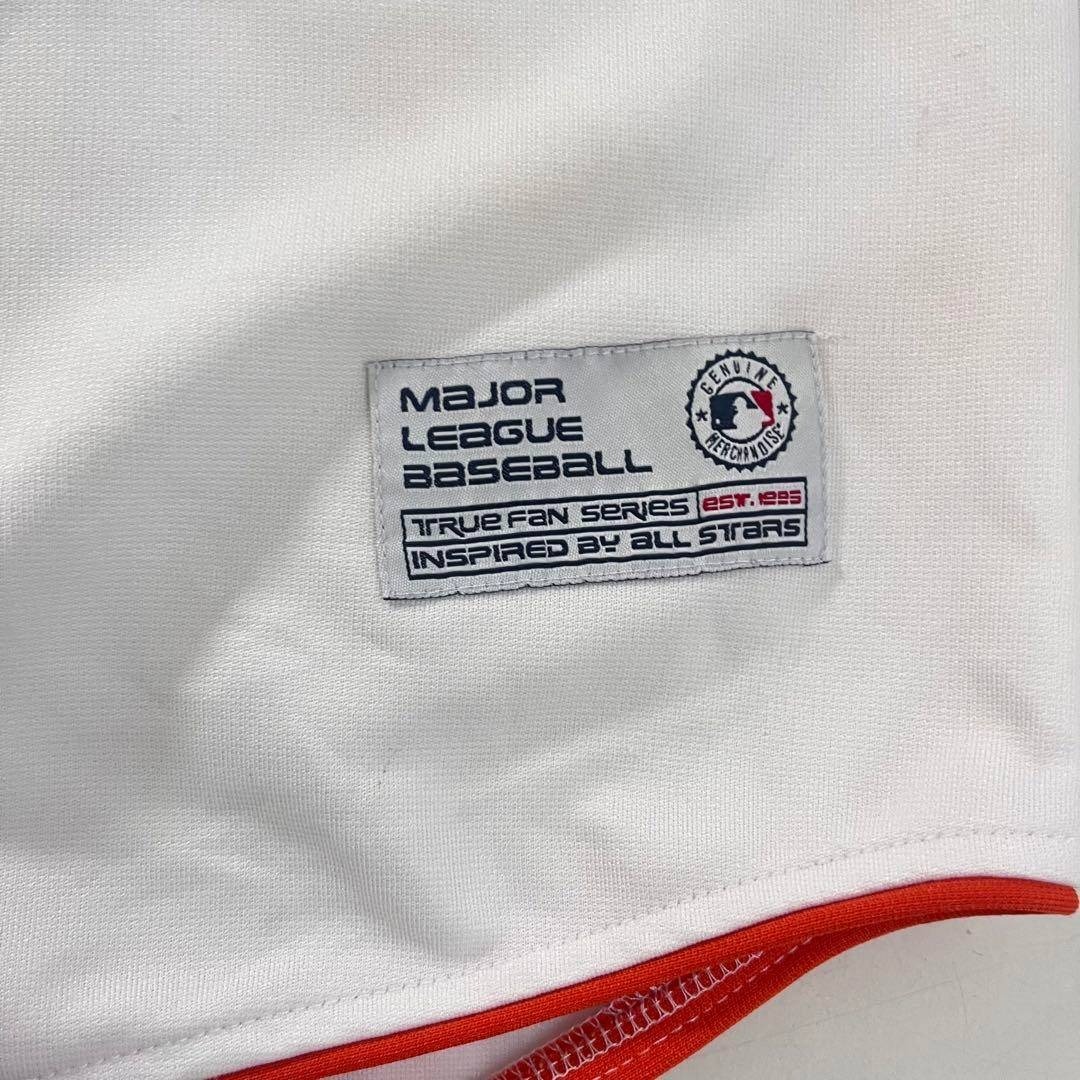 MAJOR
LEAGUE
BASEBALL
GENUINE
MERCHANDISE
TRUE FAN SERIES EST. 1995
INSPIRED BY ALL STARS